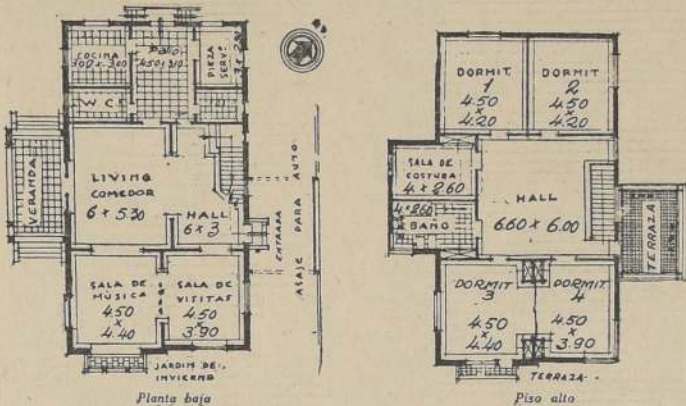 COCINA
3.00 x 3.00
PATIO
4.50 x 3.10
PIEZA
SERV.
W.C.
VERANDA
LIVING
COMEDOR
6 x 5.30
HALL
6 x 3
ENTRADA
PASAJE PARA AUTO.
SALA DE
MÚSICA
4.50
x
4.40
SALA DE
VISITAS
4.50
x
3.90
JARDIN DE
INVIERNO
Planta baja
DORMIT.
1
4.50
x
4.20
DORMIT.
2
4.50
x
4.20
SALA DE
COSTURA
4 x 2.60
4 x 2.60
BAÑO
HALL
6.60 x 6.00
TERRAZA
DORMIT
3
4.50
x
4.40
DORMIT.
4
4.50
x
3.90
TERRAZA.
Piso alto